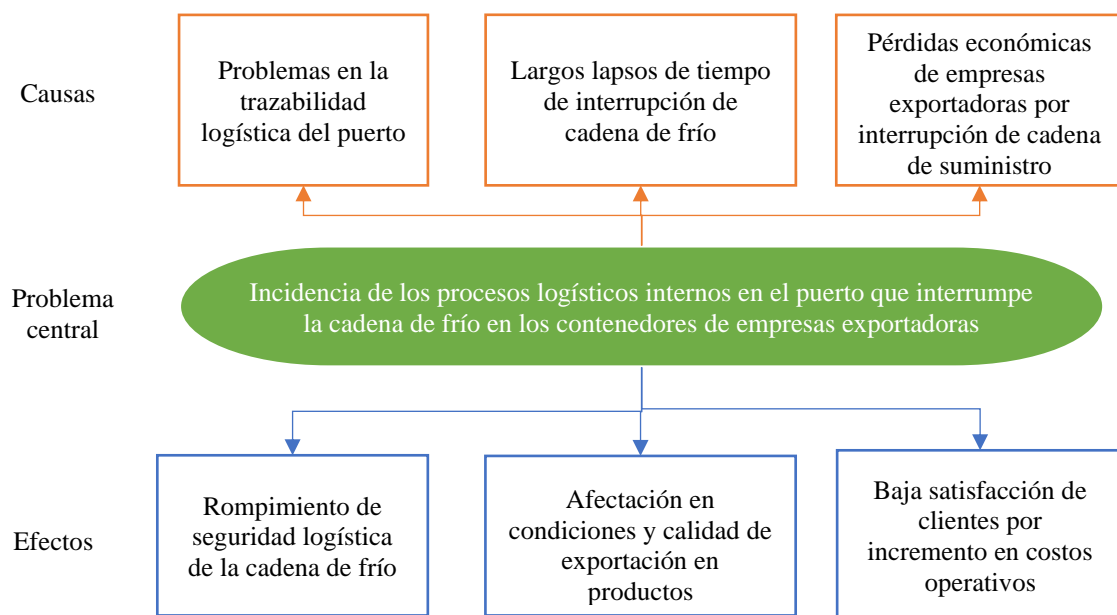 Causas
Problemas en la
trazabilidad
logística del puerto
Largos lapsos de tiempo
de interrupción de
cadena de frío
Pérdidas económicas
de empresas
exportadoras por
interrupción de cadena
de suministro
Problema
central
Incidencia de los procesos logísticos internos en el puerto que interrumpe
la cadena de frío en los contenedores de empresas exportadoras
Efectos
Rompimiento de
seguridad logística
de la cadena de frío
Afectación en
condiciones y calidad de
exportación en
productos
Baja satisfacción de
clientes por
incremento en costos
operativos